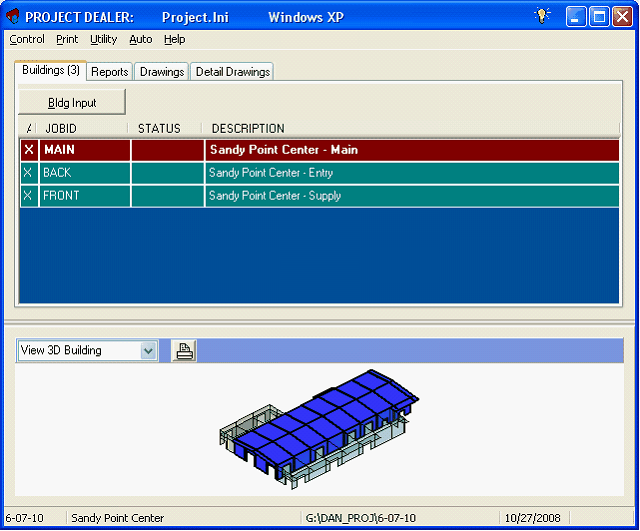 PROJECT DEALER: Project.Ini Windows XP
Control Print Utility Auto Help
Buildings (3) Reports Drawings Detail Drawings
Bldg Input
/ JOBID STATUS DESCRIPTION
X MAIN Sandy Point Center - Main
X BACK Sandy Point Center - Entry
X FRONT Sandy Point Center - Supply
View 3D Building
6-07-10 Sandy Point Center G:\DAN_PROJ\6-07-10 10/27/2008